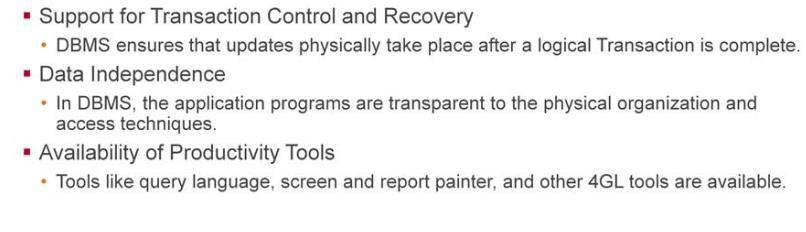 ▪ Support for Transaction Control and Recovery
• DBMS ensures that updates physically take place after a logical Transaction is complete.
▪ Data Independence
• In DBMS, the application programs are transparent to the physical organization and
access techniques.
▪ Availability of Productivity Tools
• Tools like query language, screen and report painter, and other 4GL tools are available.